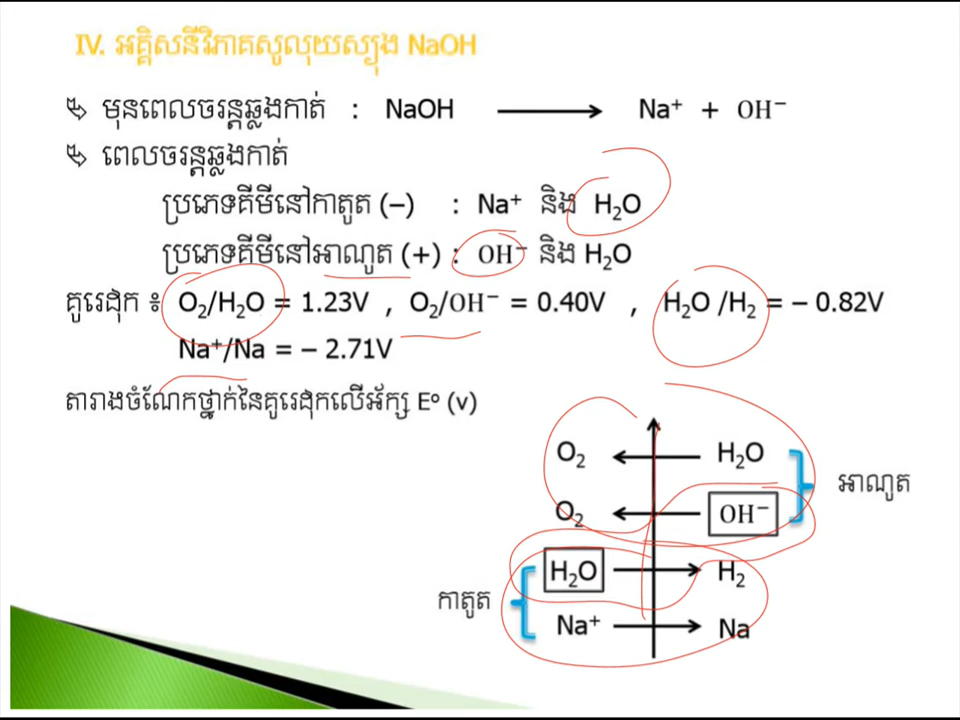 IV. អគ្គិសនីវិភាគសូលុយស្យុង NaOH
មុនពេលចរន្តឆ្លងកាត់ : NaOH ⟶ Na⁺ + OH⁻
ពេលចរន្តឆ្លងកាត់
ប្រភេទគីមីនៅកាតូត (–) : Na⁺ និង H₂O
ប្រភេទគីមីនៅអាណូត (+) : OH⁻ និង H₂O
គូរេដុក ៖ O₂/H₂O = 1.23V , O₂/OH⁻ = 0.40V , H₂O /H₂ = – 0.82V
Na⁺/Na = – 2.71V
តារាងចំណែកថ្នាក់នៃគូរេដុកលើអ័ក្ស Eº (v)
O₂ ← H₂O
អាណូត
O₂ ← OH⁻
H₂O → H₂
កាតូត
Na⁺ → Na